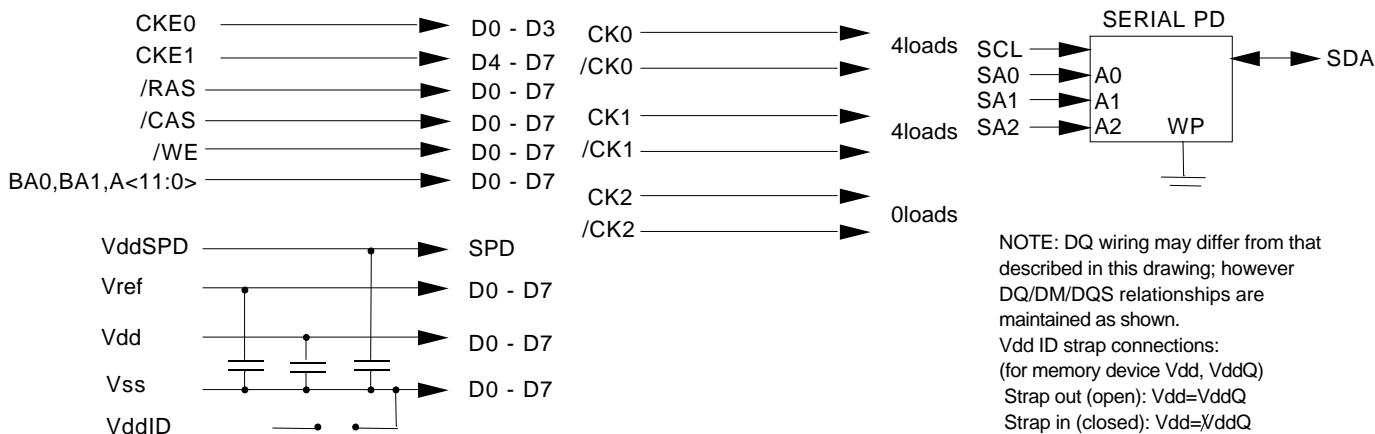 CKE0 D0 - D3
CKE1 D4 - D7
/RAS D0 - D7
/CAS D0 - D7
/WE D0 - D7
BA0,BA1,A<11:0> D0 - D7
VddSPD SPD
Vref D0 - D7
Vdd D0 - D7
Vss D0 - D7
VddID
CK0
/CK0
4loads
CK1
/CK1
4loads
CK2
/CK2
0loads
SERIAL PD
SCL
SDA
SA0 A0
SA1 A1
SA2 A2 WP
NOTE: DQ wiring may differ from that
described in this drawing; however
DQ/DM/DQS relationships are
maintained as shown.
Vdd ID strap connections:
(for memory device Vdd, VddQ)
Strap out (open): Vdd=VddQ
Strap in (closed): Vdd=/VddQ